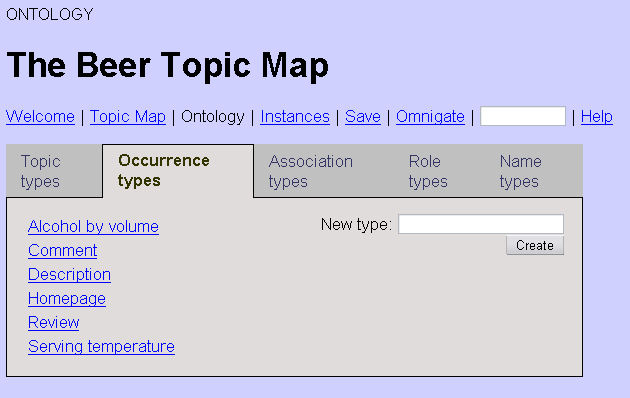 ONTOLOGY
The Beer Topic Map
Welcome | Topic Map | Ontology | Instances | Save | Omnigate | | Help
Topic types
Occurrence types
Association types
Role types
Name types
New type:
Create
Alcohol by volume
Comment
Description
Homepage
Review
Serving temperature